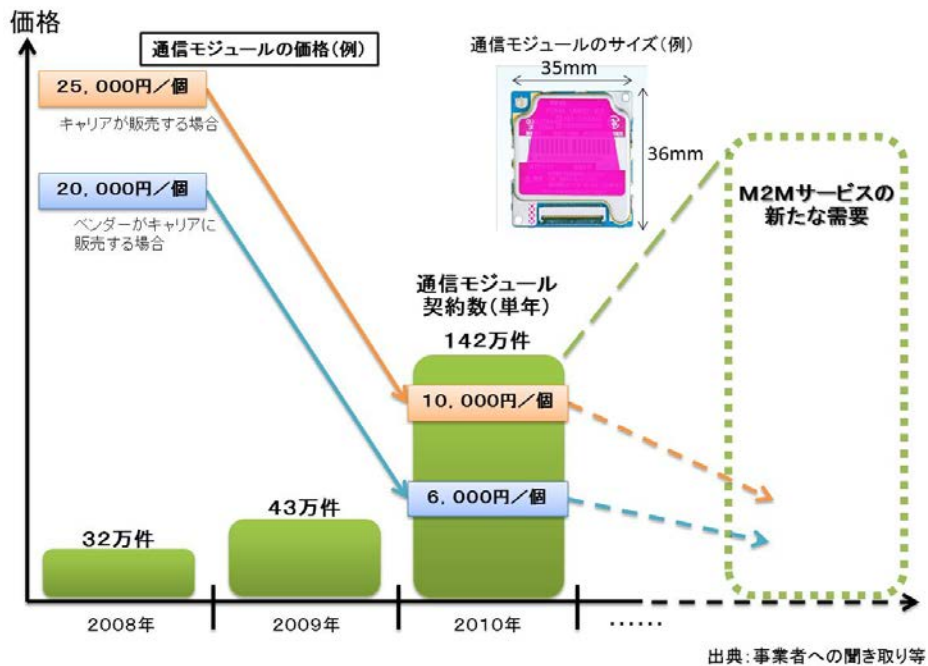 価格
通信モジュールの価格(例)
25,000円／個
キャリアが販売する場合
20,000円／個
ベンダーがキャリアに
販売する場合
通信モジュールのサイズ(例)
35mm
36mm
M2Mサービスの
新たな需要
通信モジュール
契約数(単年)
142万件
10,000円／個
6,000円／個
43万件
32万件
2008年
2009年
2010年
……
出典:事業者への聞き取り等